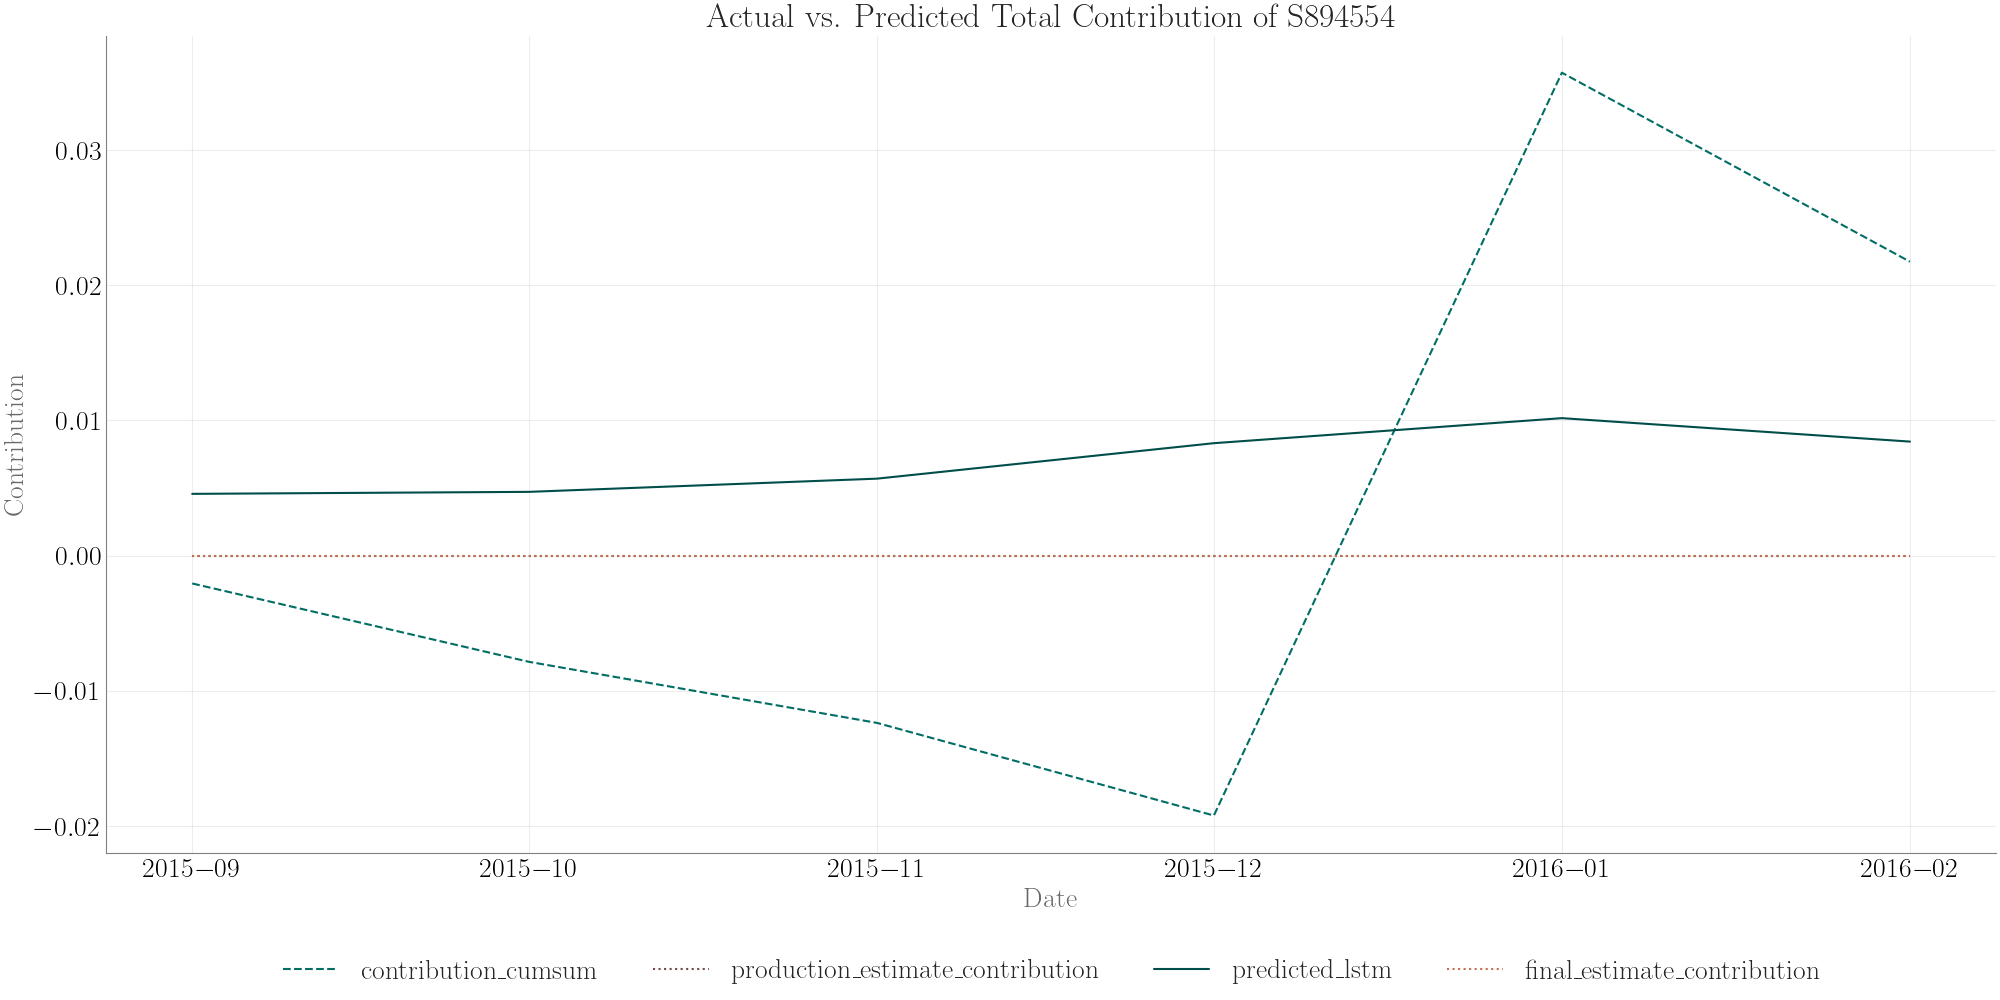 Actual vs. Predicted Total Contribution of S894554
Contribution
0.03
0.02
0.01
0.00
−0.01
−0.02
2015−09 2015−10 2015−11 2015−12 2016−01 2016−02
Date
contribution_cumsum production_estimate_contribution predicted_lstm final_estimate_contribution